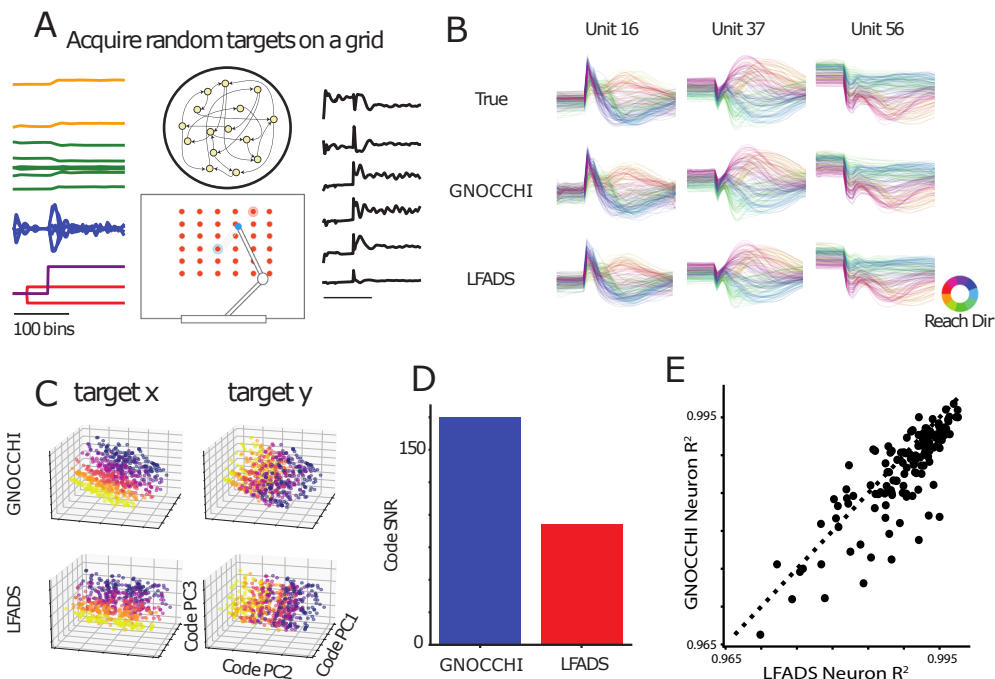 A
Acquire random targets on a grid
100 bins
B
Unit 16
Unit 37
Unit 56
True
GNOCCHI
LFADS
Reach Dir
C
target x
target y
GNOCCHI
LFADS
Code PC3
Code PC2
Code PC1
D
Code SNR
150
0
GNOCCHI
LFADS
E
GNOCCHI Neuron R²
0.995
0.965
0.965
0.995
LFADS Neuron R²